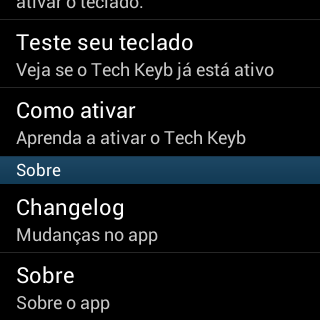 ativar o teclado.
Teste seu teclado
Veja se o Tech Keyb já está ativo
Como ativar
Aprenda a ativar o Tech Keyb
Sobre
Changelog
Mudanças no app
Sobre
Sobre o app